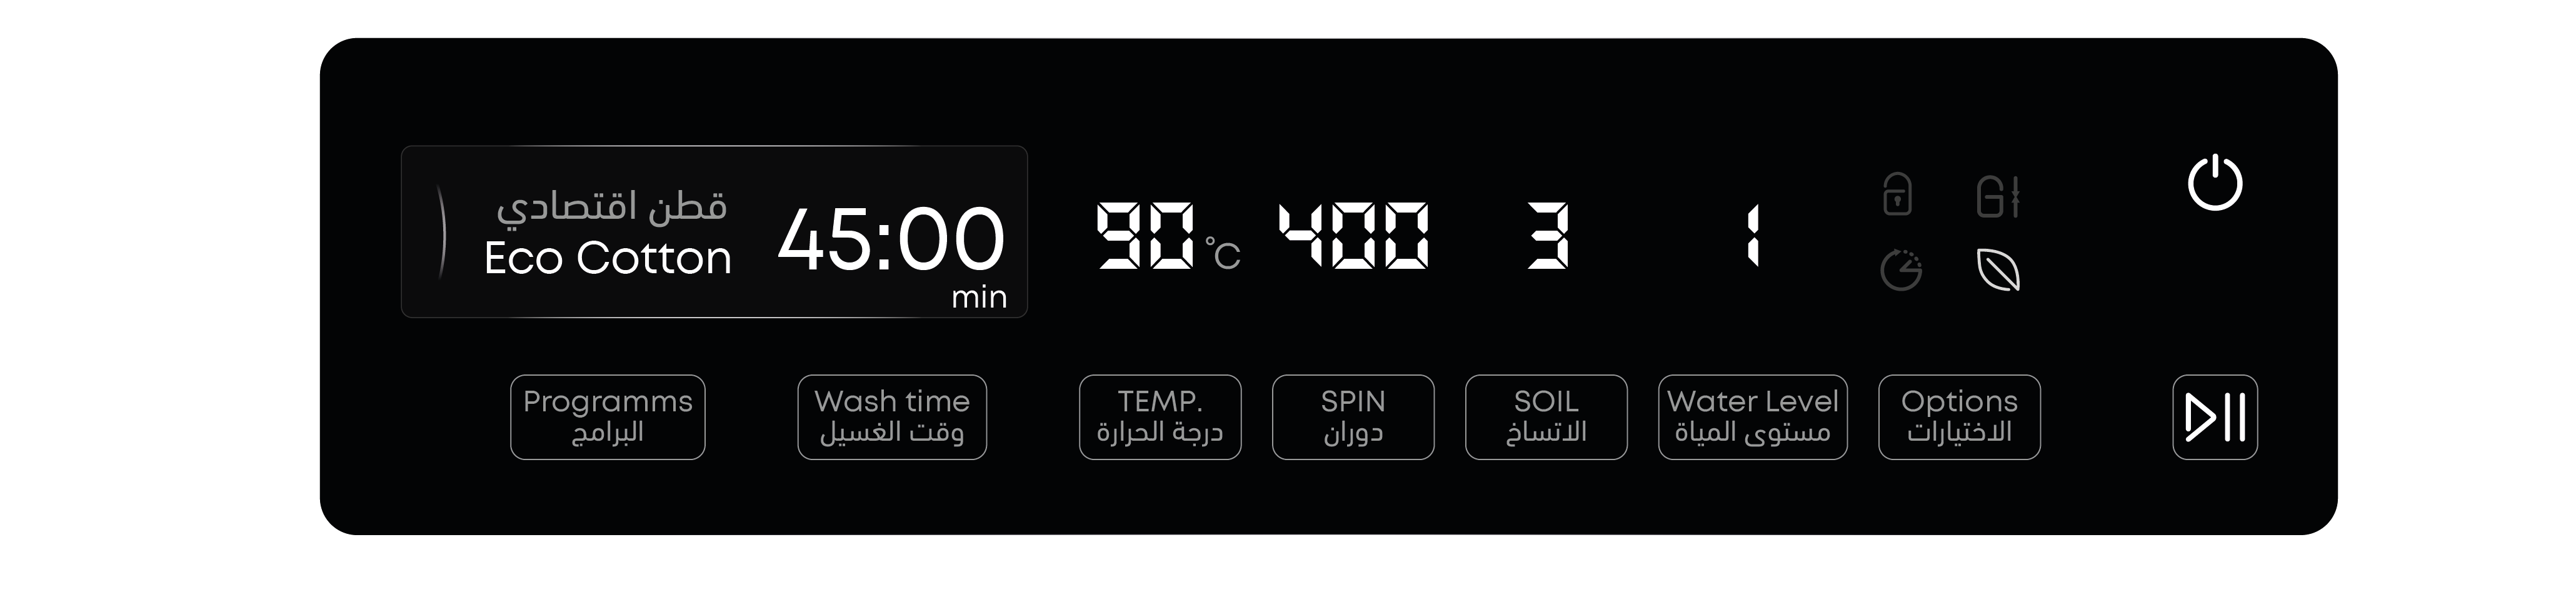 قطن اقتصادي
Eco Cotton
45:00
min
90 °C
400
3
1
Programms
البرامج
Wash time
وقت الغسيل
TEMP.
درجة الحرارة
SPIN
دوران
SOIL
الاتساخ
Water Level
مستوى المياة
Options
الاختيارات